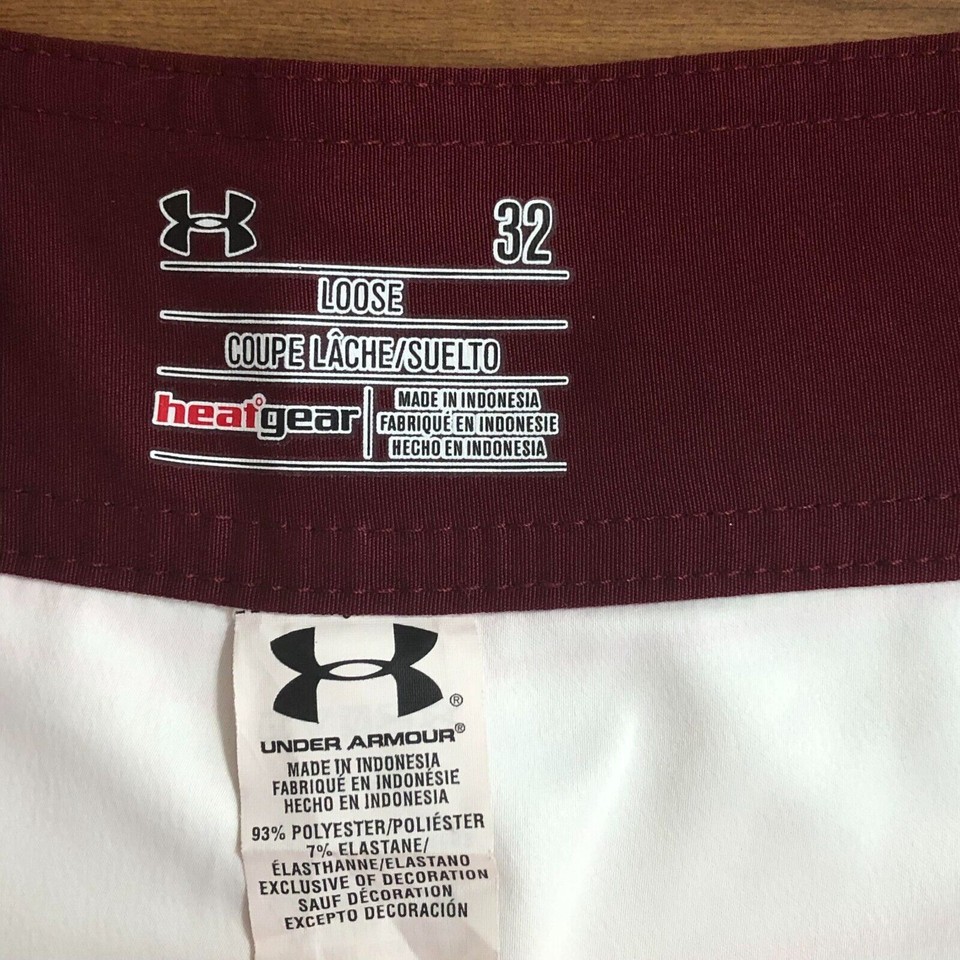 32
LOOSE
COUPE LÂCHE/SUELTO
heat°gear
MADE IN INDONESIA
FABRIQUÉ EN INDONESIE
HECHO EN INDONESIA
®
UNDER ARMOUR®
MADE IN INDONESIA
FABRIQUÉ EN INDONÉSIE
HECHO EN INDONESIA
93% POLYESTER/POLIÉSTER
7% ELASTANE/
ÉLASTHANNE/ELASTANO
EXCLUSIVE OF DECORATION
SAUF DÉCORATION
EXCEPTO DECORACIÓN